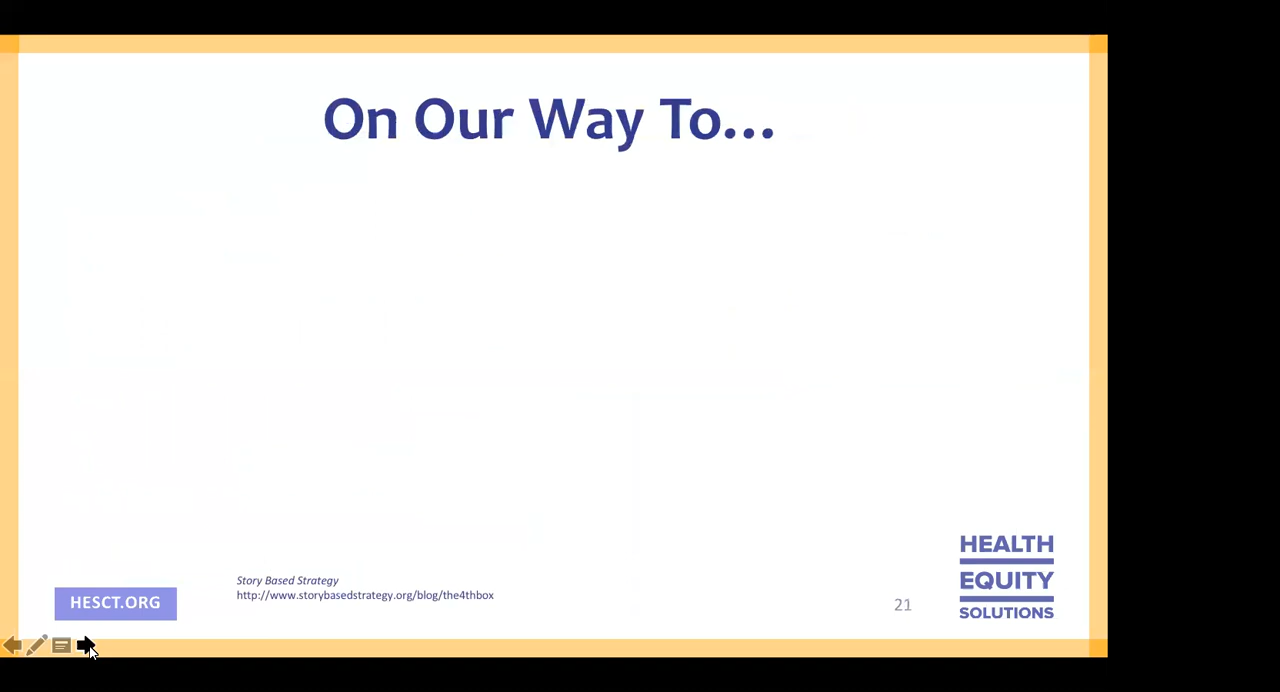 On Our Way To...
Story Based Strategy
http://www.storybasedstrategy.org/blog/the4thbox
HESCT.ORG
21
HEALTH
EQUITY
SOLUTIONS